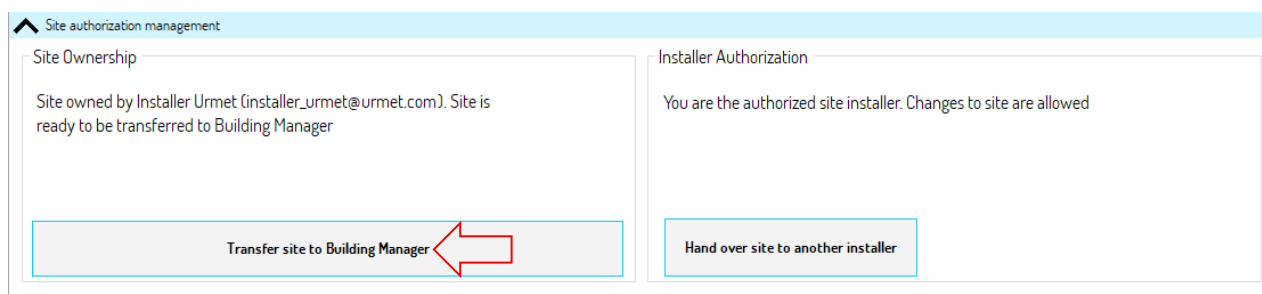 Site authorization management
Site Ownership
Site owned by Installer Urmet (installer_urmet@urmet.com). Site is
ready to be transferred to Building Manager
Transfer site to Building Manager
Installer Authorization
You are the authorized site installer. Changes to site are allowed
Hand over site to another installer